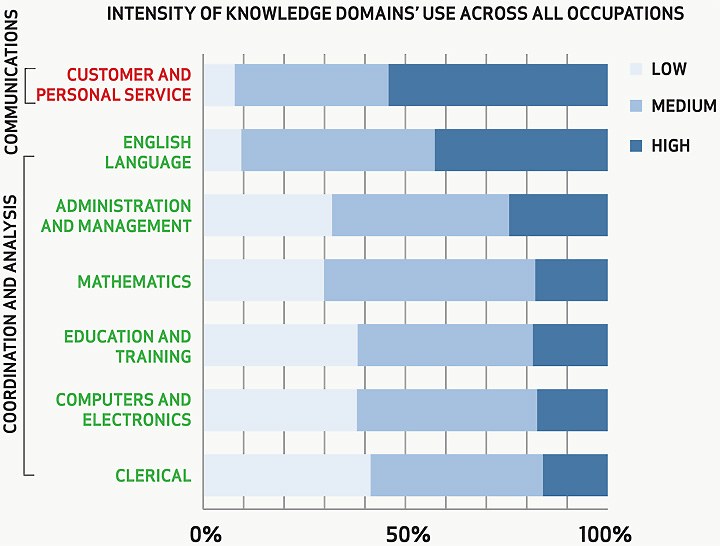 INTENSITY OF KNOWLEDGE DOMAINS' USE ACROSS ALL OCCUPATIONS
COMMUNICATIONS
CUSTOMER AND
PERSONAL SERVICE
COORDINATION AND ANALYSIS
ENGLISH
LANGUAGE
ADMINISTRATION
AND MANAGEMENT
MATHEMATICS
EDUCATION AND
TRAINING
COMPUTERS AND
ELECTRONICS
CLERICAL
0%
50%
100%
LOW
MEDIUM
HIGH